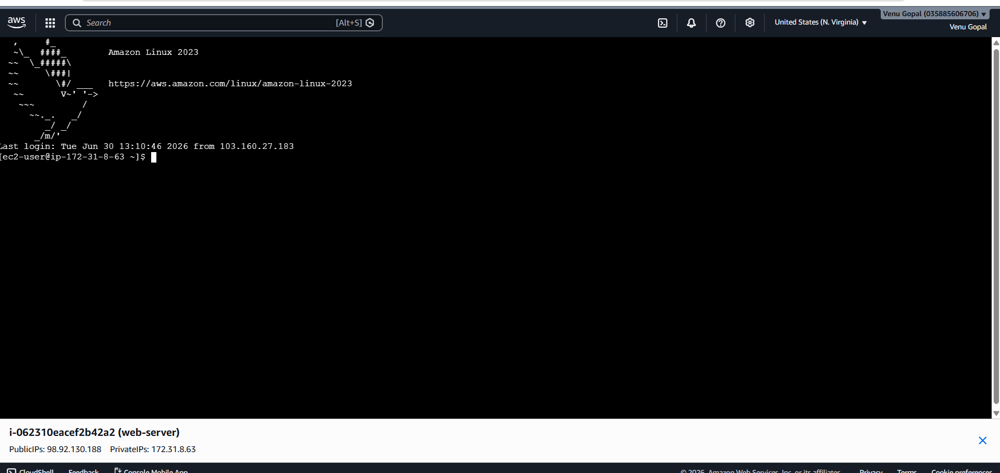 aws
Search [Alt+S]
United States (N. Virginia)
Venu Gopal (035885606706)
Venu Gopal
   ,     #_
   ~\_  ####_        Amazon Linux 2023
  ~~  \_#####\
  ~~     \###|
  ~~       \#/ ___   https://aws.amazon.com/linux/amazon-linux-2023
   ~~       V~' '->
    ~~~         /
      ~~._.   _/
         _/ _/
       _/m/'
Last login: Tue Jun 30 13:10:46 2026 from 103.160.27.183
[ec2-user@ip-172-31-8-63 ~]$
i-062310eacef2b42a2 (web-server)
PublicIPs: 98.92.130.188 PrivateIPs: 172.31.8.63
CloudShell Feedback Console Mobile App © 2026, Amazon Web Services, Inc. or its affiliates. Privacy Terms Cookie preferences